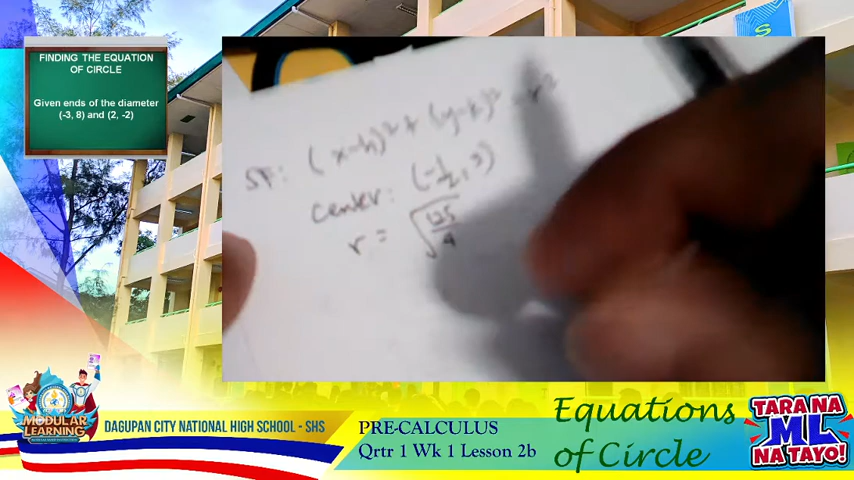 FINDING THE EQUATION
OF CIRCLE
Given ends of the diameter
(-3, 8) and (2, -2)
SF: (x-h)² + (y-k)² = r²
center: (-1/2, 3)
r = √125/4
MODULAR
LEARNING
DAGUPAN CITY NATIONAL HIGH SCHOOL - SHS
PRE-CALCULUS
Qrtr 1 Wk 1 Lesson 2b
Equations
of Circle
TARA NA
ML
NA TAYO!